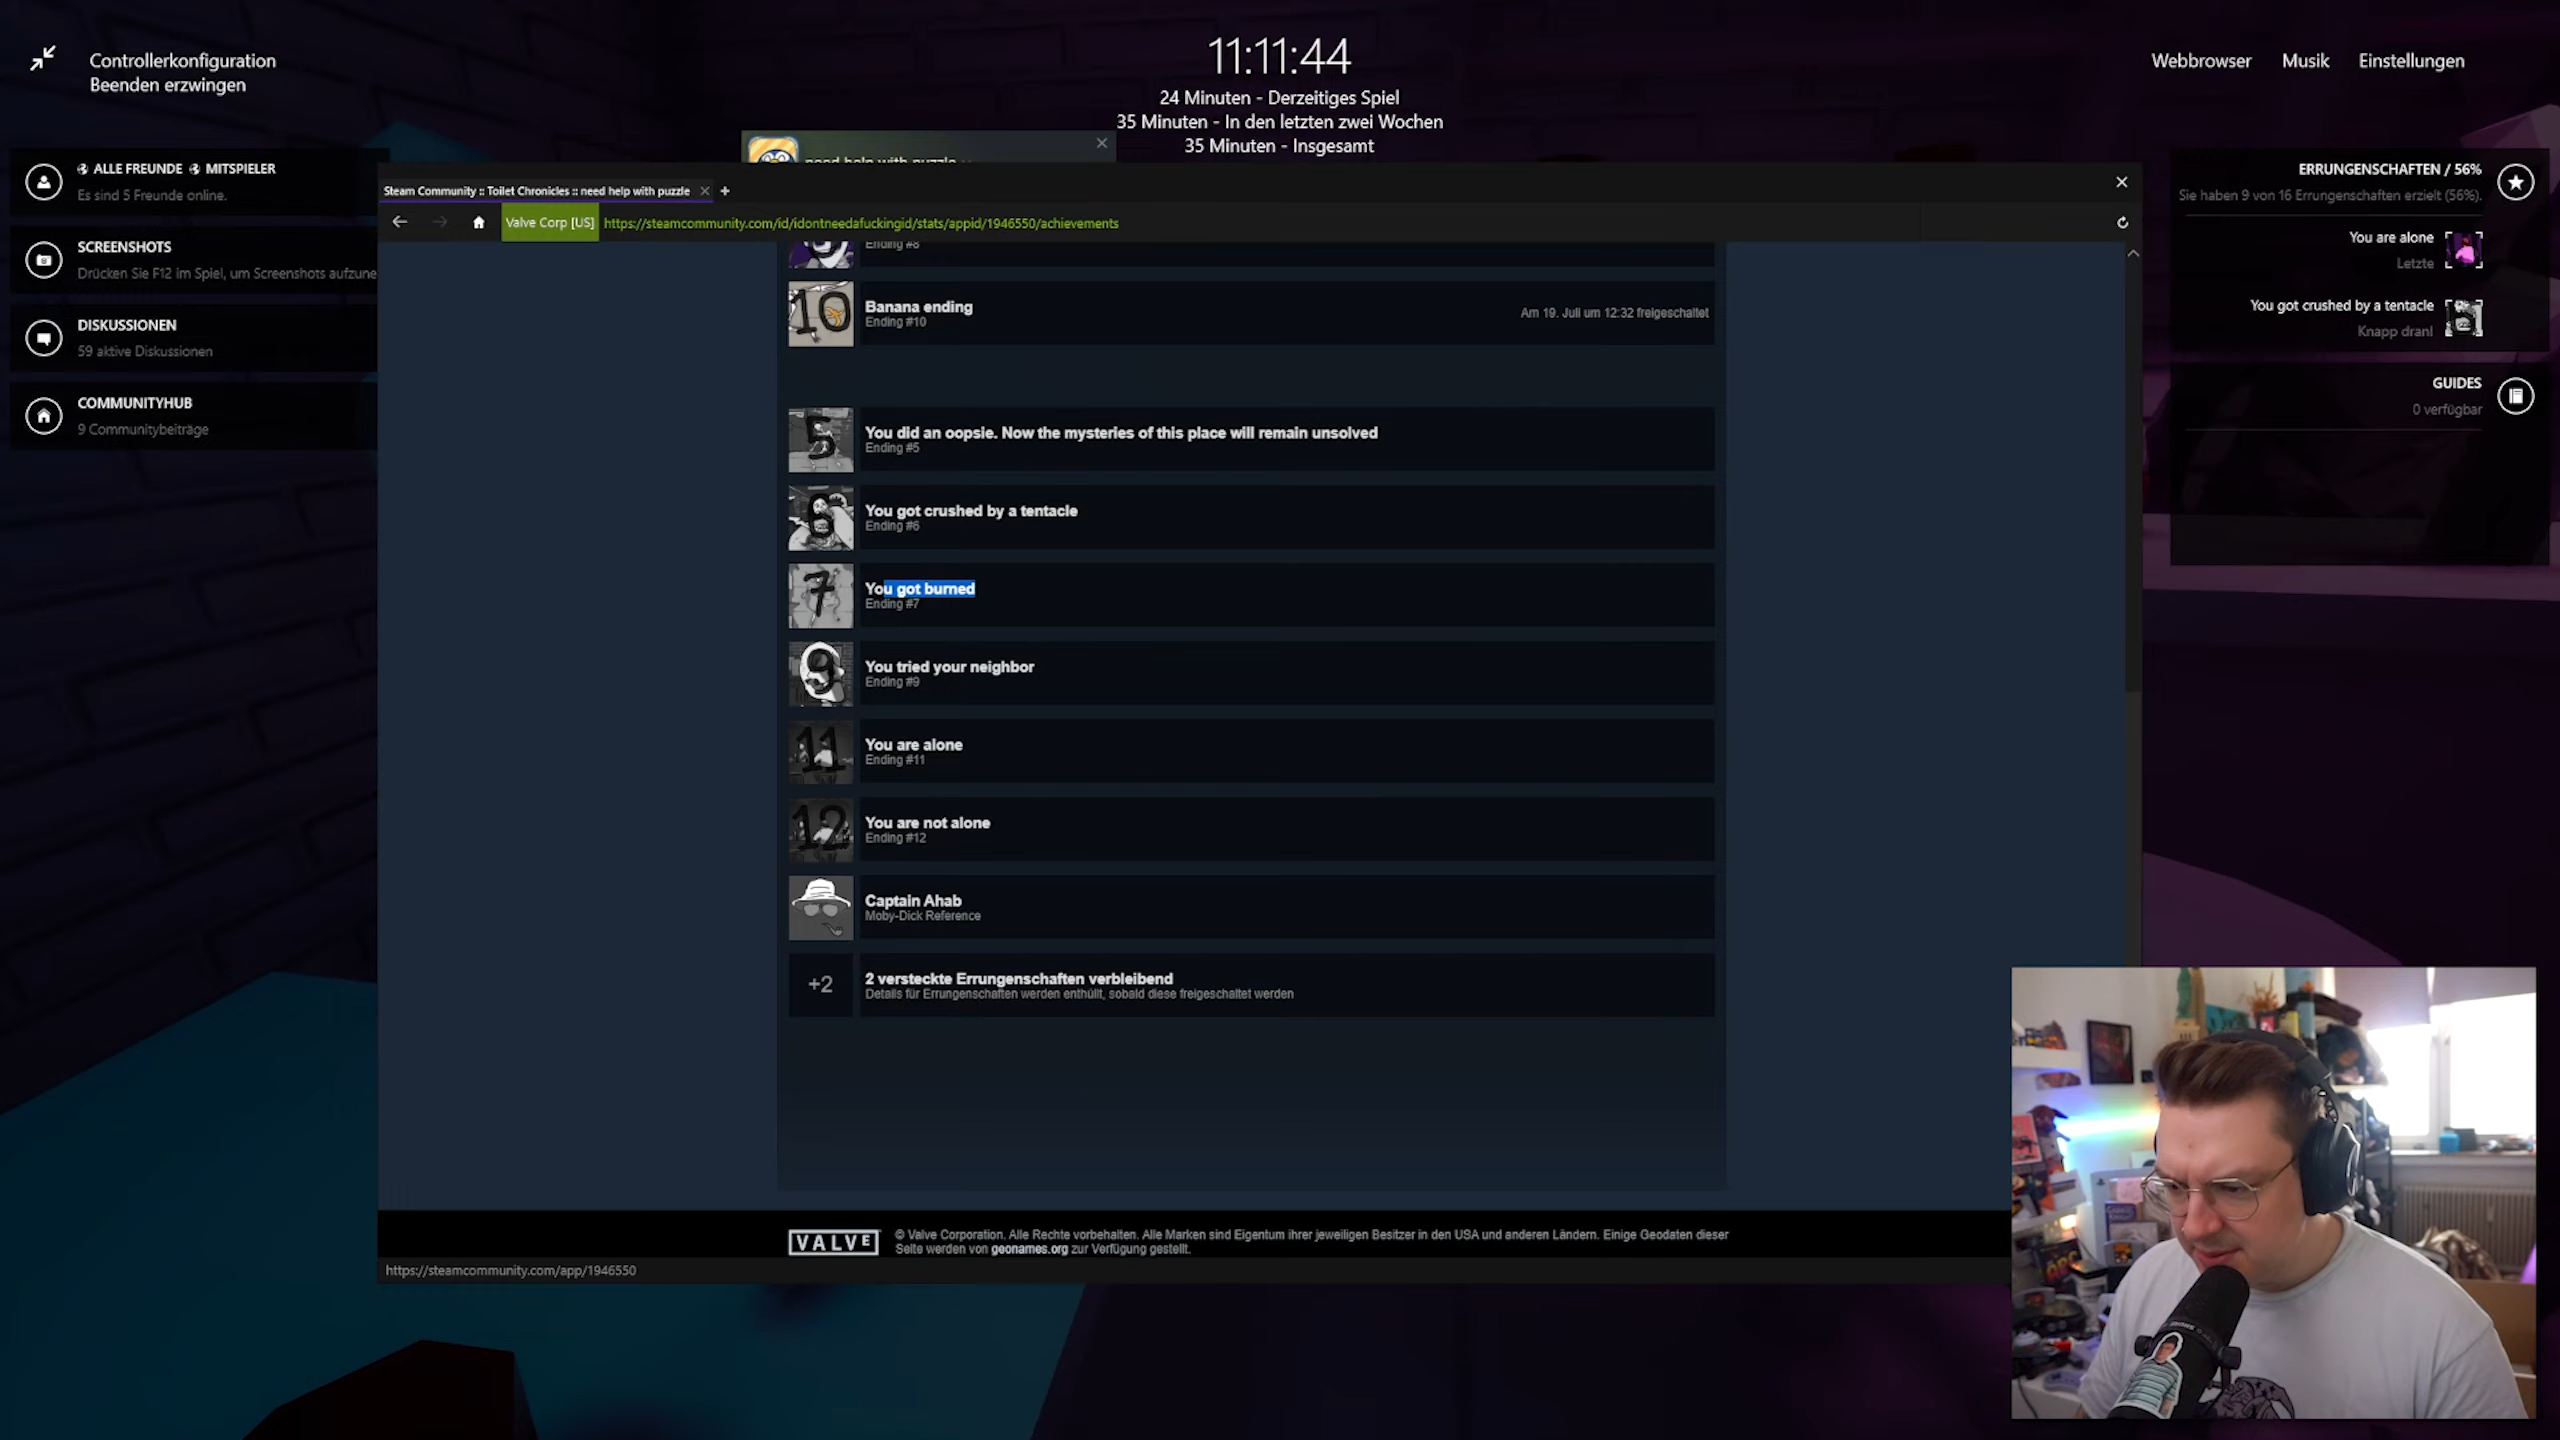 Controllerkonfiguration
Beenden erzwingen
11:11:44
24 Minuten - Derzeitiges Spiel
35 Minuten - In den letzten zwei Wochen
35 Minuten - Insgesamt
Webbrowser Musik Einstellungen
ALLE FREUNDE MITSPIELER
Es sind 5 Freunde online.
SCREENSHOTS
Drücken Sie F12 im Spiel, um Screenshots aufzune
DISKUSSIONEN
59 aktive Diskussionen
COMMUNITYHUB
9 Communitybeiträge
need help with puzzle
Steam Community :: Toilet Chronicles :: need help with puzzle
Valve Corp [US] https://steamcommunity.com/id/idontneedafuckingid/stats/appid/1946550/achievements
Ending #8
10
Banana ending
Ending #10
Am 19. Juli um 12:32 freigeschaltet
5
You did an oopsie. Now the mysteries of this place will remain unsolved
Ending #5
6
You got crushed by a tentacle
Ending #6
7
You got burned
Ending #7
9
You tried your neighbor
Ending #9
11
You are alone
Ending #11
12
You are not alone
Ending #12
Captain Ahab
Moby-Dick Reference
+2
2 versteckte Errungenschaften verbleibend
Details für Errungenschaften werden enthüllt, sobald diese freigeschaltet werden
VALVE
© Valve Corporation. Alle Rechte vorbehalten. Alle Marken sind Eigentum ihrer jeweiligen Besitzer in den USA und anderen Ländern. Einige Geodaten dieser
Seite werden von geonames.org zur Verfügung gestellt.
https://steamcommunity.com/app/1946550
ERRUNGENSCHAFTEN / 56%
Sie haben 9 von 16 Errungenschaften erzielt (56%).
You are alone
Letzte
You got crushed by a tentacle
Knapp dran!
GUIDES
0 verfügbar